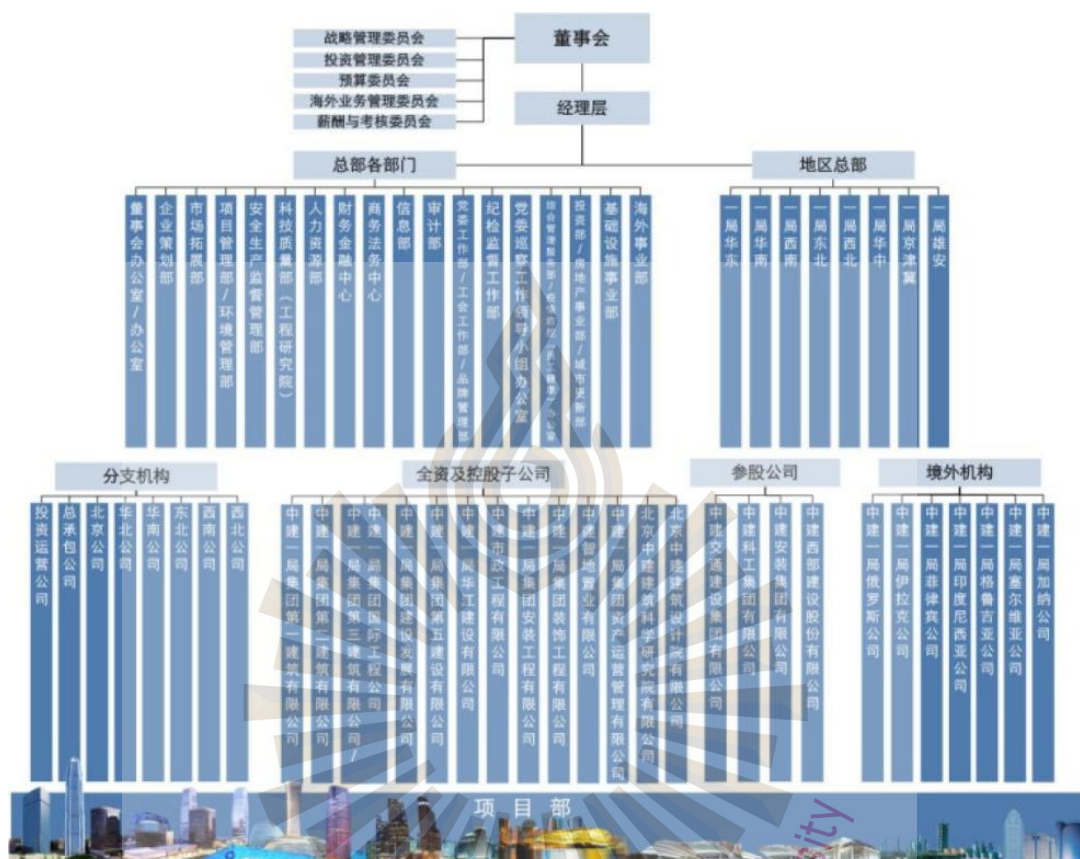 董事会
战略管理委员会
投资管理委员会
预算委员会
海外业务管理委员会
薪酬与考核委员会
经理层
总部各部门
地区总部
董事会办公室/办公室
企业策划部
市场拓展部
项目管理部/环境管理部
安全生产监督管理部
科技质量部（工程研究院）
人力资源部
财务金融中心
商务法务中心
信息部
审计部
党委工作部/工会工作部/品牌管理部
纪检监督工作部
党委巡察工作领导小组办公室
投资部/房地产事业部/城市更新部
基础设施事业部
海外事业部
一局华东
一局华南
一局西南
一局东北
一局西北
一局华中
一局京津冀
一局雄安
分支机构
全资及控股子公司
参股公司
境外机构
投资运营公司
总承包公司
北京公司
华北公司
华南公司
东北公司
西南公司
西北公司
中建一局集团第一建筑有限公司
中建一局集团第二建筑有限公司
中建一局集团第三建筑有限公司/
中建一局集团国际工程公司
中建一局集团建设发展有限公司
中建一局集团第五建设有限公司
中建一局华江建设有限公司
中建市政工程有限公司
中建一局集团安装工程有限公司
中建一局集团装饰工程有限公司
中建智地置业有限公司
中建一局集团资产运营管理有限公司
北京中建建筑科学研究院有限公司
北京中建建筑设计院有限公司
中建交通建设集团有限公司
中建科工集团有限公司
中建安装集团有限公司
中建西部建设股份有限公司
中建一局俄罗斯公司
中建一局伊拉克公司
中建一局菲律宾公司
中建一局印度尼西亚公司
中建一局格鲁吉亚公司
中建一局塞尔维亚公司
中建一局加纳公司
项目部